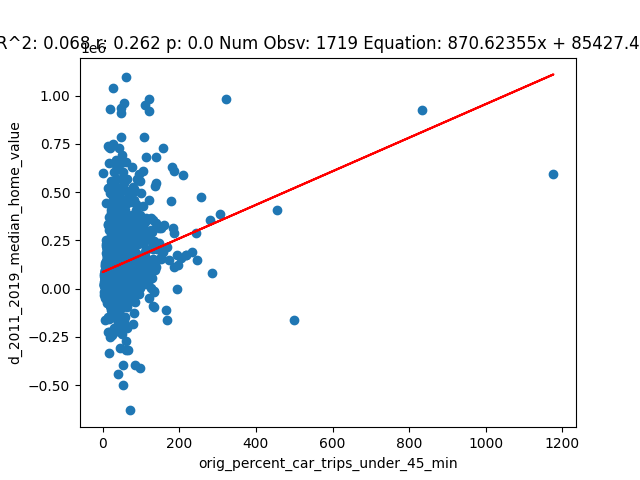 R^2: 0.068 r: 0.262 p: 0.0 Num Obsv: 1719 Equation: 870.62355x + 85427.4
1e6
1.00
0.75
0.50
0.25
0.00
−0.25
−0.50
d_2011_2019_median_home_value
0 200 400 600 800 1000 1200
orig_percent_car_trips_under_45_min